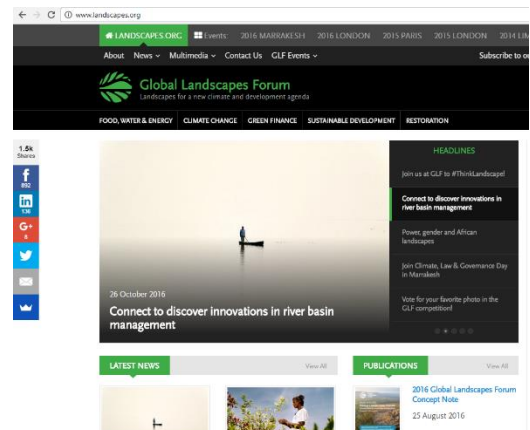 www.landscapes.org
LANDSCAPES.ORG Events: 2016 MARRAKESH 2016 LONDON 2015 PARIS 2015 LONDON 2014
About News Multimedia Contact Us GLF Events Subscribe to
Global Landscapes Forum
Landscapes for a new climate and development agenda
FOOD, WATER & ENERGY CLIMATE CHANGE GREEN FINANCE SUSTAINABLE DEVELOPMENT RESTORATION
1.5k
Shares
892
in
136
G+
8
HEADLINES
Join us at GLF to #ThinkLandscape!
Connect to discover innovations in
river basin management
Power, gender and African
landscapes
Join Climate, Law & Governance Day
in Marrakesh
Vote for your favorite photo in the
GLF competition!
26 October 2016
Connect to discover innovations in river basin
management
LATEST NEWS View All
PUBLICATIONS View All
2016 Global Landscapes Forum
Concept Note
25 August 2016